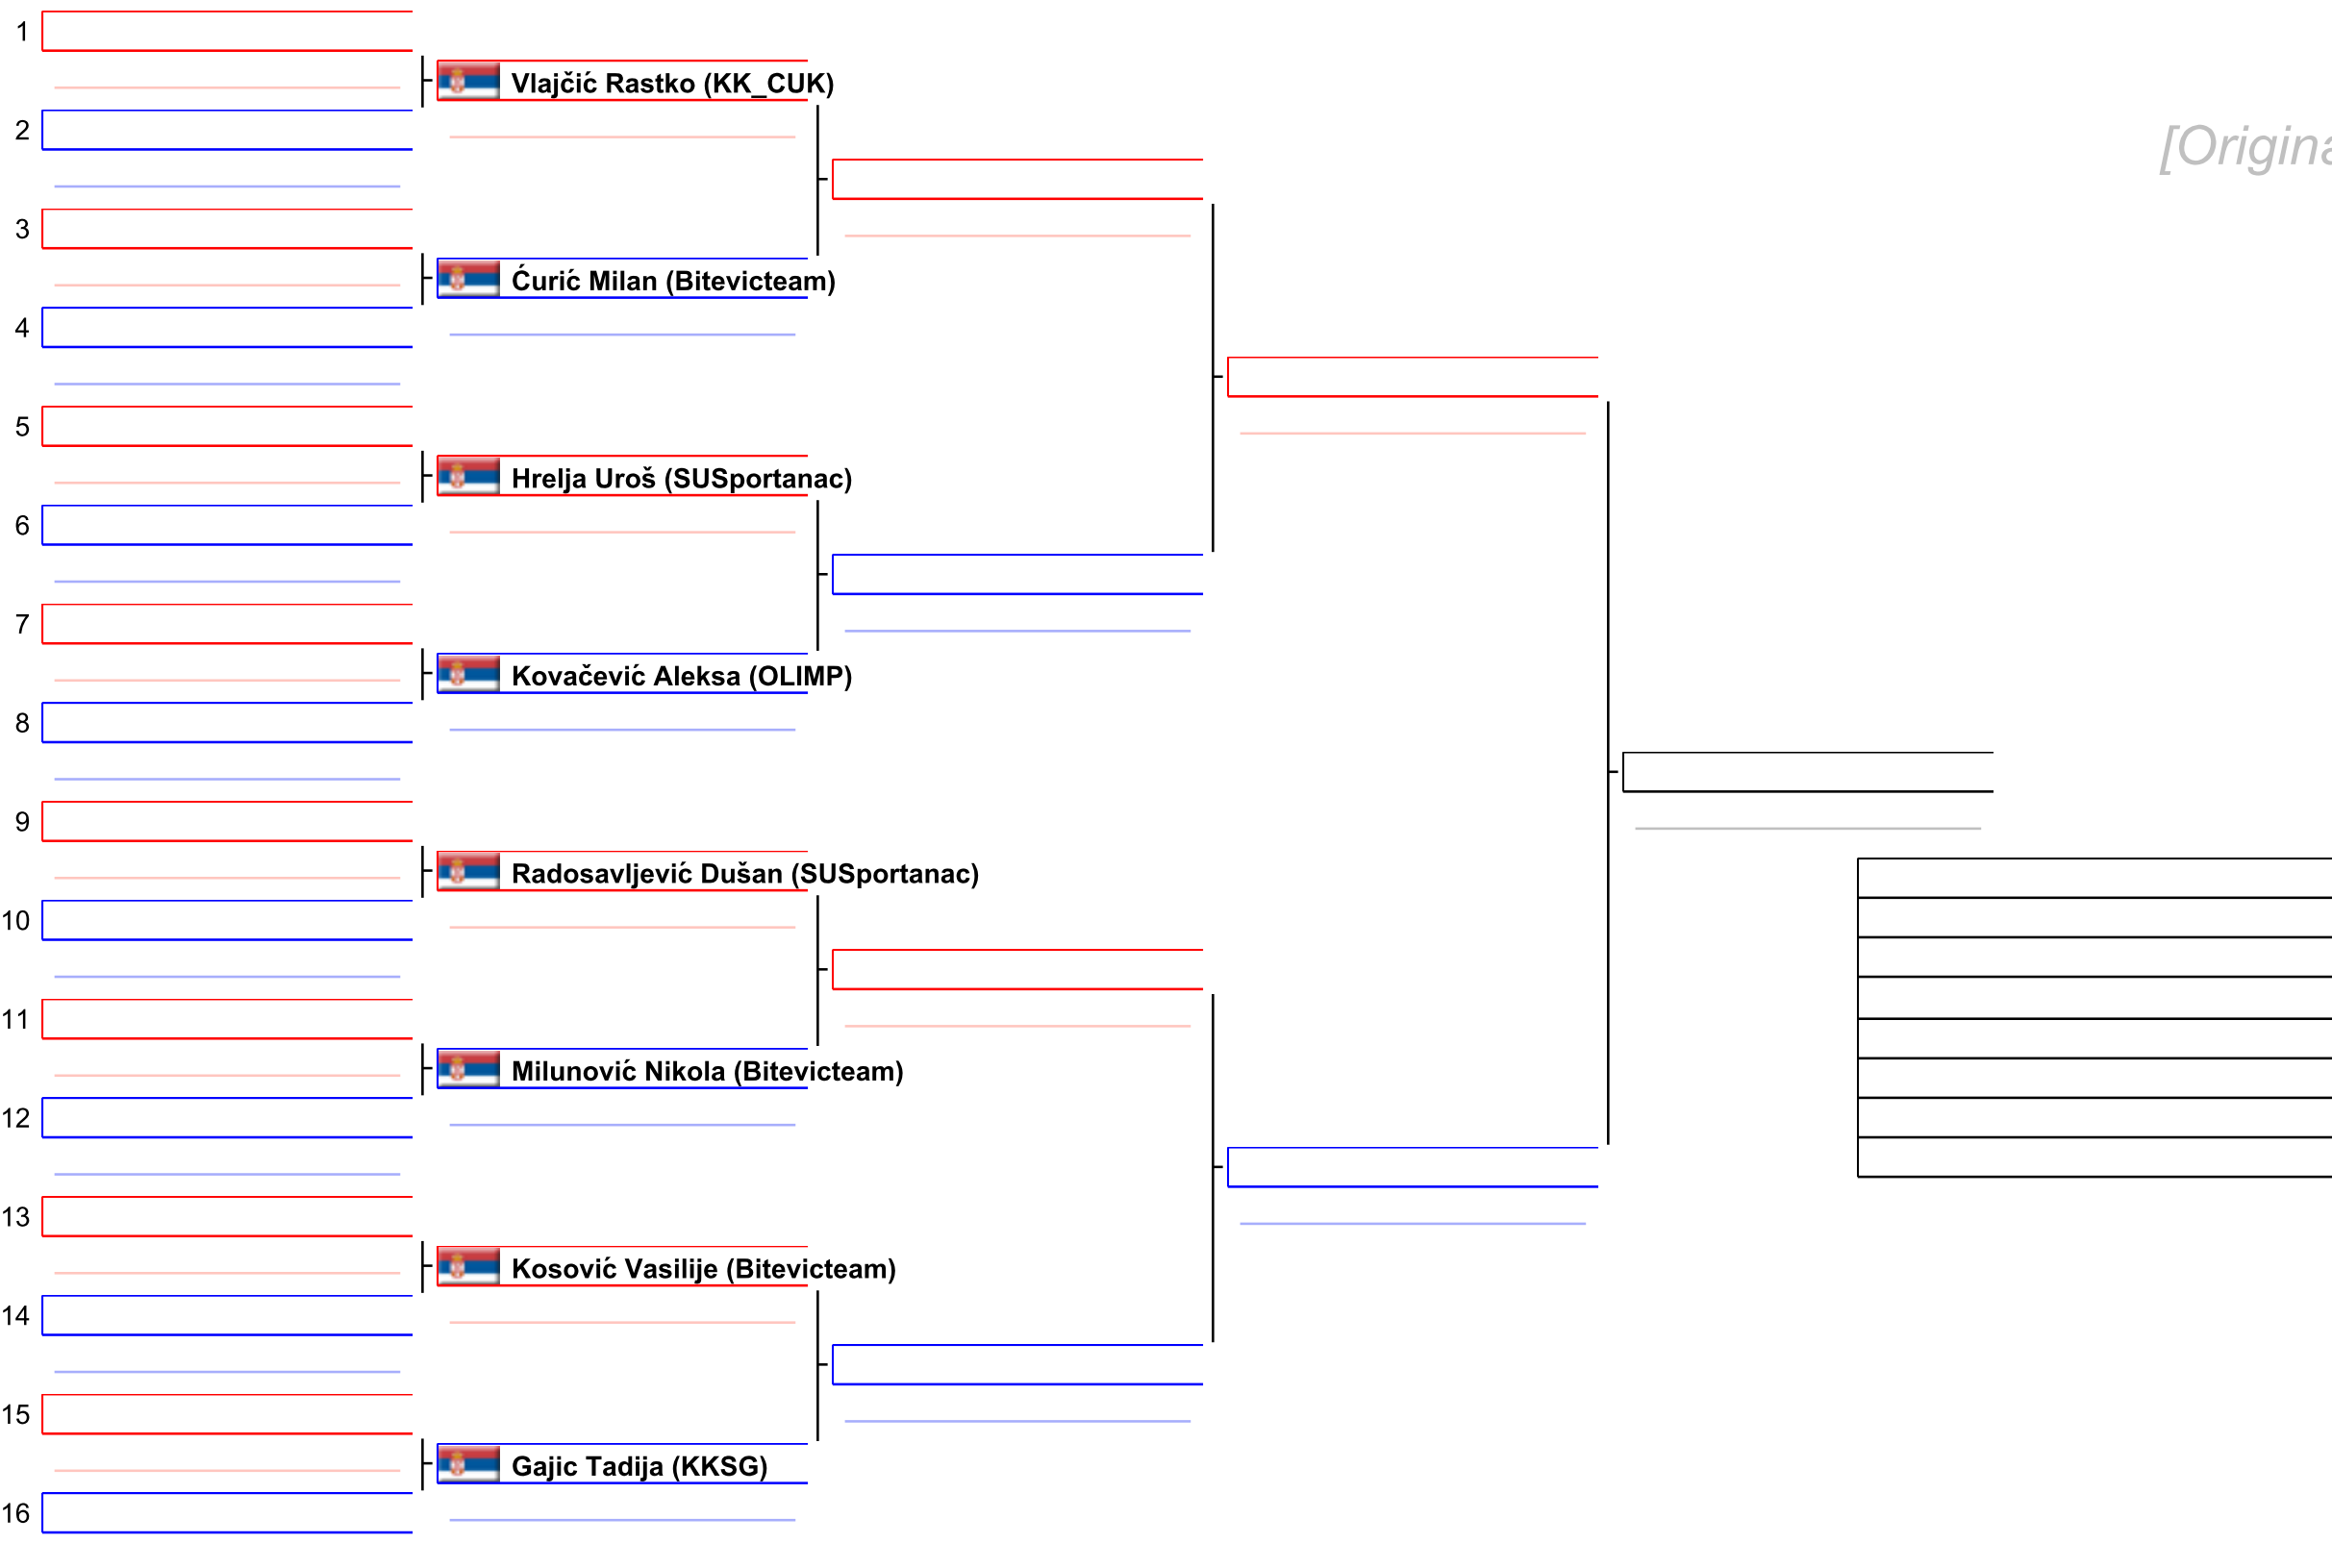 1
Vlajčić Rastko (KK_CUK)
2
[Origina
3
Ćurić Milan (Bitevicteam)
4
5
Hrelja Uroš (SUSportanac)
6
7
Kovačević Aleksa (OLIMP)
8
9
Radosavljević Dušan (SUSportanac)
10
11
Milunović Nikola (Bitevicteam)
12
13
Kosović Vasilije (Bitevicteam)
14
15
Gajic Tadija (KKSG)
16